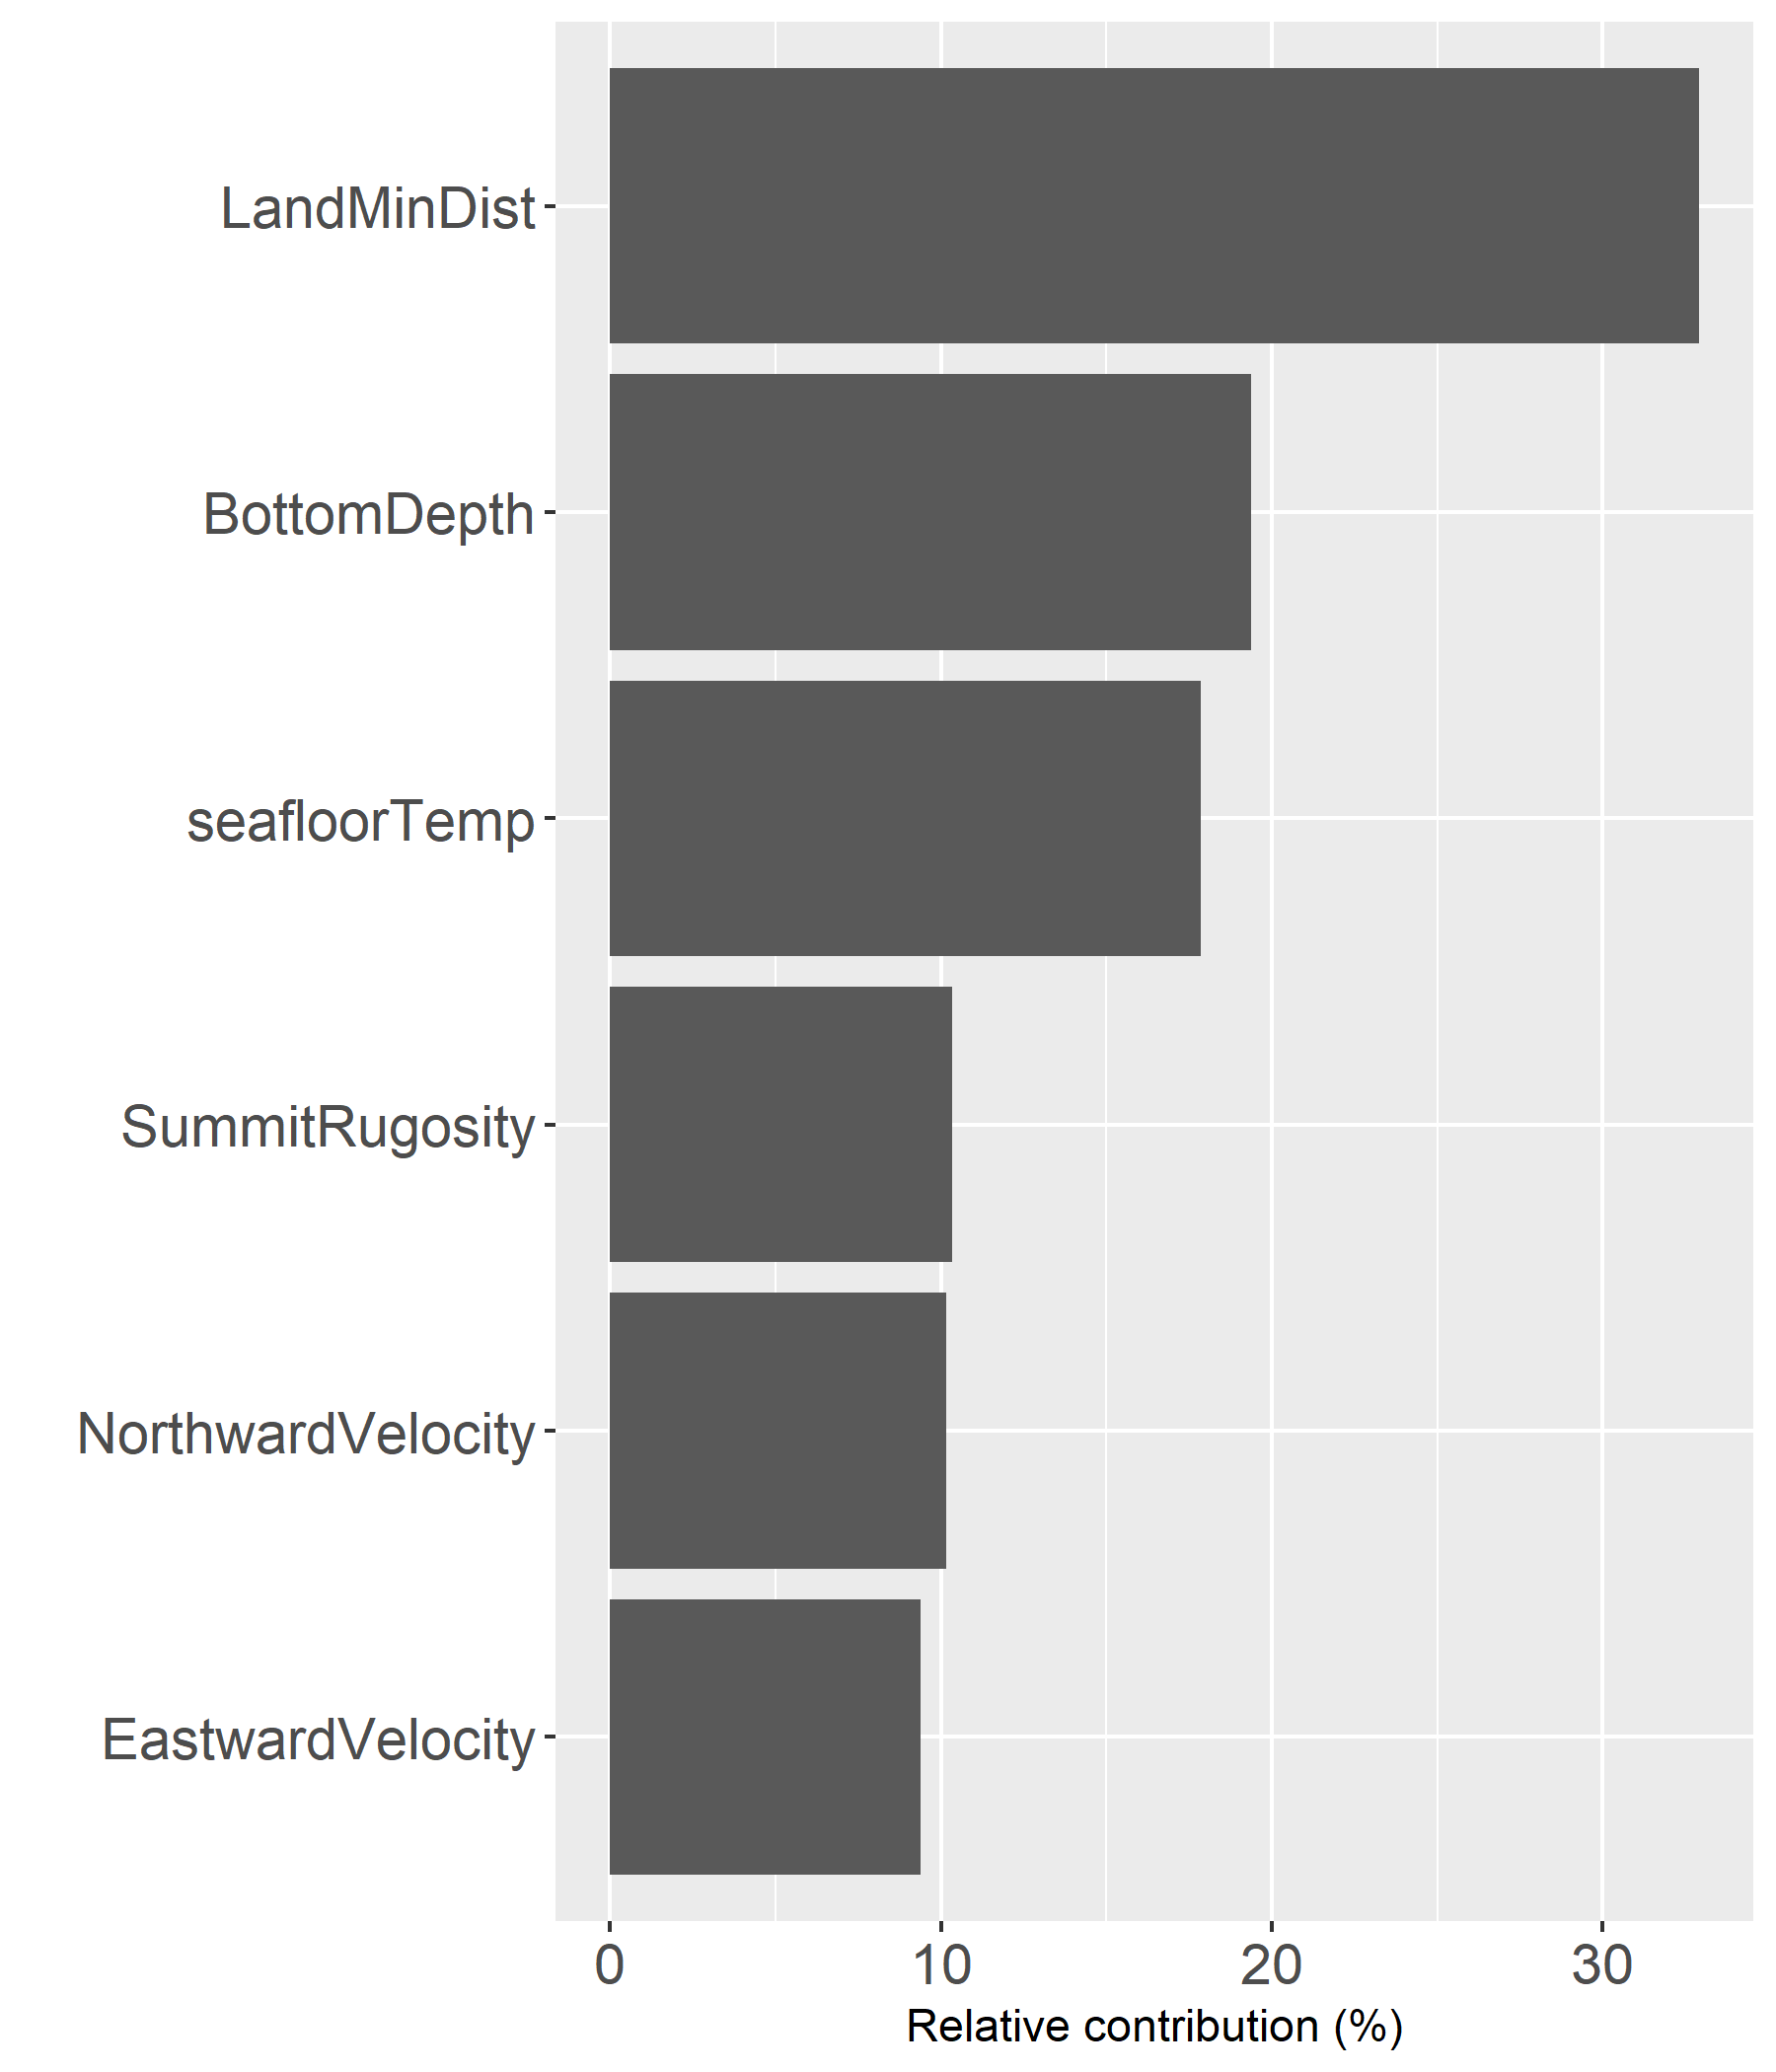 LandMinDist
BottomDepth
seafloorTemp
SummitRugosity
NorthwardVelocity
EastwardVelocity
0 10 20 30
Relative contribution (%)